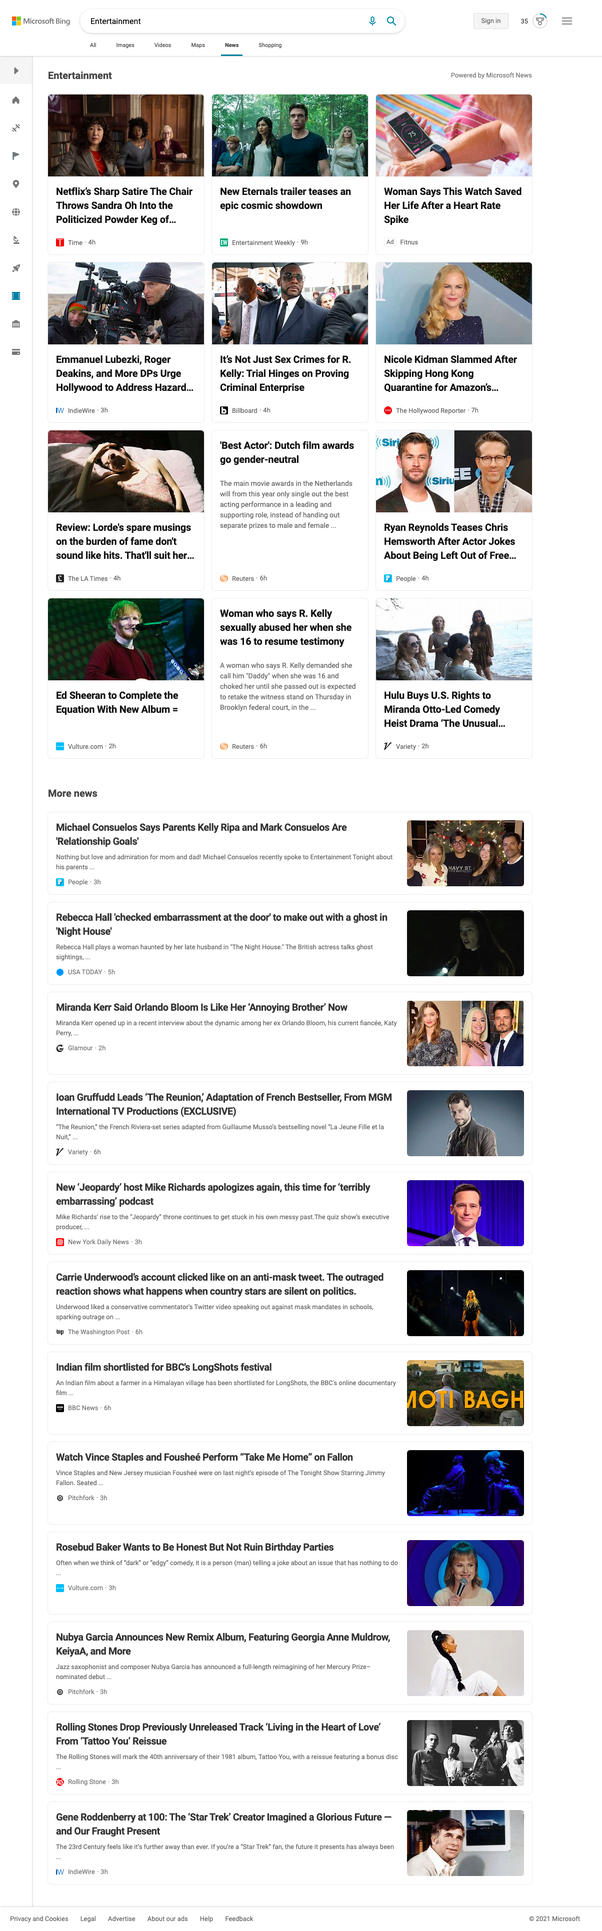 Microsoft Bing
Entertainment
Sign in
35
All
Images
Videos
Maps
News
Shopping
Entertainment
Powered by Microsoft News
Netflix's Sharp Satire The Chair
Throws Sandra Oh Into the
Politicized Powder Keg of...
Time · 4h
New Eternals trailer teases an
epic cosmic showdown
Entertainment Weekly · 9h
75
Woman Says This Watch Saved
Her Life After a Heart Rate
Spike
Ad Fitnus
Emmanuel Lubezki, Roger
Deakins, and More DPs Urge
Hollywood to Address Hazard...
IndieWire · 3h
It's Not Just Sex Crimes for R.
Kelly: Trial Hinges on Proving
Criminal Enterprise
Billboard · 4h
Nicole Kidman Slammed After
Skipping Hong Kong
Quarantine for Amazon's...
The Hollywood Reporter · 7h
Review: Lorde's spare musings
on the burden of fame don't
sound like hits. That'll suit her...
The LA Times · 4h
'Best Actor': Dutch film awards
go gender-neutral
The main movie awards in the Netherlands
will from this year only single out the best
acting performance in a leading and
supporting role, instead of handing out
separate prizes to male and female ...
Reuters · 6h
Ryan Reynolds Teases Chris
Hemsworth After Actor Jokes
About Being Left Out of Free...
People · 4h
Ed Sheeran to Complete the
Equation With New Album =
Vulture.com · 2h
Woman who says R. Kelly
sexually abused her when she
was 16 to resume testimony
A woman who says R. Kelly demanded she
call him "Daddy" when she was 16 and
choked her until she passed out is expected
to retake the witness stand on Thursday in
Brooklyn federal court, in the ...
Reuters · 6h
Hulu Buys U.S. Rights to
Miranda Otto-Led Comedy
Heist Drama 'The Unusual...
Variety · 2h
More news
Michael Consuelos Says Parents Kelly Ripa and Mark Consuelos Are
'Relationship Goals'
Nothing but love and admiration for mom and dad! Michael Consuelos recently spoke to Entertainment Tonight about
his parents ...
People · 3h
Rebecca Hall 'checked embarrassment at the door' to make out with a ghost in
'Night House'
Rebecca Hall plays a woman haunted by her late husband in "The Night House." The British actress talks ghost
sightings, ...
USA TODAY · 5h
Miranda Kerr Said Orlando Bloom Is Like Her 'Annoying Brother' Now
Miranda Kerr opened up in a recent interview about the dynamic among her ex Orlando Bloom, his current fiancée, Katy
Perry, ...
Glamour · 2h
Ioan Gruffudd Leads 'The Reunion,' Adaptation of French Bestseller, From MGM
International TV Productions (EXCLUSIVE)
"The Reunion," the French Riviera-set series adapted from Guillaume Musso's bestselling novel "La Jeune Fille et la
Nuit," ...
Variety · 6h
New 'Jeopardy' host Mike Richards apologizes again, this time for 'terribly
embarrassing' podcast
Mike Richards' rise to the "Jeopardy" throne continues to get stuck in his own messy past.The quiz show's executive
producer, ...
New York Daily News · 3h
Carrie Underwood's account clicked like on an anti-mask tweet. The outraged
reaction shows what happens when country stars are silent on politics.
Underwood liked a conservative commentator's Twitter video speaking out against mask mandates in schools,
sparking outrage on ...
The Washington Post · 6h
Indian film shortlisted for BBC's LongShots festival
An Indian film about a farmer in a Himalayan village has been shortlisted for LongShots, the BBC's online documentary
film ...
BBC News · 6h
MOTI BAGH
Watch Vince Staples and Fousheé Perform "Take Me Home" on Fallon
Vince Staples and New Jersey musician Fousheé were on last night's episode of The Tonight Show Starring Jimmy
Fallon. Seated ...
Pitchfork · 3h
Rosebud Baker Wants to Be Honest But Not Ruin Birthday Parties
Often when we think of "dark" or "edgy" comedy, it is a person (man) telling a joke about an issue that has nothing to do
...
Vulture.com · 3h
Nubya Garcia Announces New Remix Album, Featuring Georgia Anne Muldrow,
KeiyaA, and More
Jazz saxophonist and composer Nubya Garcia has announced a full-length reimagining of her Mercury Prize–
nominated debut ...
Pitchfork · 3h
Rolling Stones Drop Previously Unreleased Track 'Living in the Heart of Love'
From 'Tattoo You' Reissue
The Rolling Stones will mark the 40th anniversary of their 1981 album, Tattoo You, with a reissue featuring a bonus disc
...
Rolling Stone · 3h
Gene Roddenberry at 100: The 'Star Trek' Creator Imagined a Glorious Future —
and Our Fraught Present
The 23rd Century feels like it's further away than ever. If you're a "Star Trek" fan, the future it presents has always been
...
IndieWire · 3h
Privacy and Cookies
Legal
Advertise
About our ads
Help
Feedback
© 2021 Microsoft